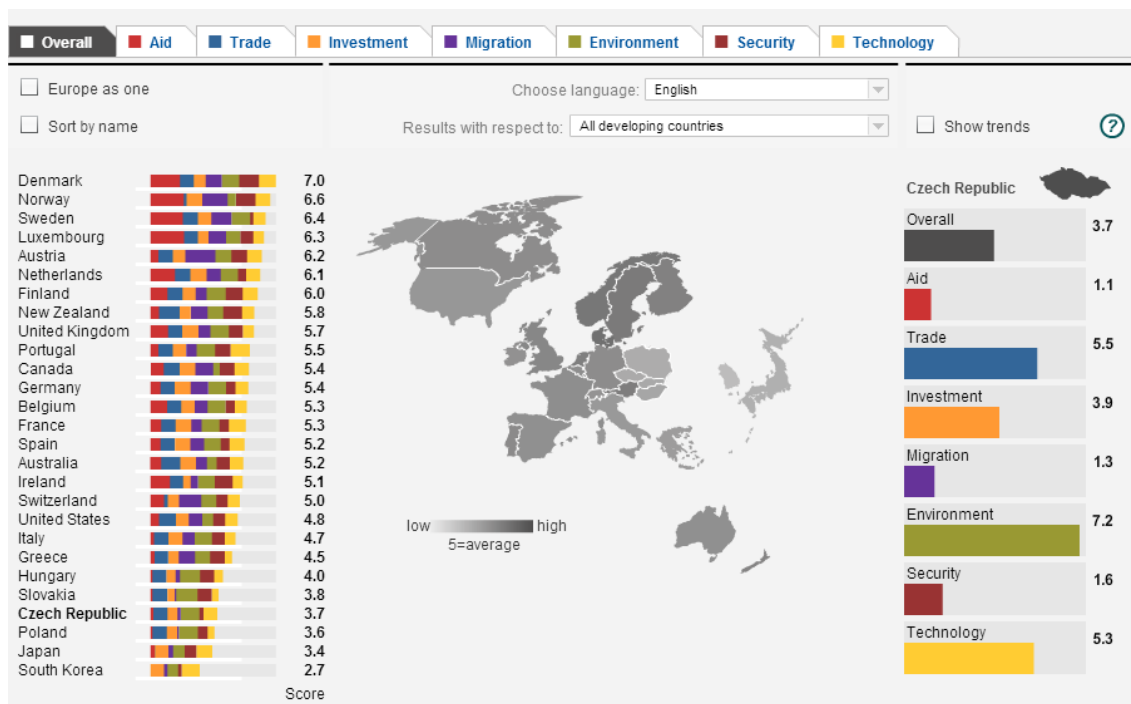 Overall
Aid
Trade
Investment
Migration
Environment
Security
Technology
Europe as one
Sort by name
Choose language: English
Results with respect to: All developing countries
Show trends
?
Denmark 7.0
Norway 6.6
Sweden 6.4
Luxembourg 6.3
Austria 6.2
Netherlands 6.1
Finland 6.0
New Zealand 5.8
United Kingdom 5.7
Portugal 5.5
Canada 5.4
Germany 5.4
Belgium 5.3
France 5.3
Spain 5.2
Australia 5.2
Ireland 5.1
Switzerland 5.0
United States 4.8
Italy 4.7
Greece 4.5
Hungary 4.0
Slovakia 3.8
Czech Republic 3.7
Poland 3.6
Japan 3.4
South Korea 2.7
Score
low high
5=average
Czech Republic
Overall 3.7
Aid 1.1
Trade 5.5
Investment 3.9
Migration 1.3
Environment 7.2
Security 1.6
Technology 5.3